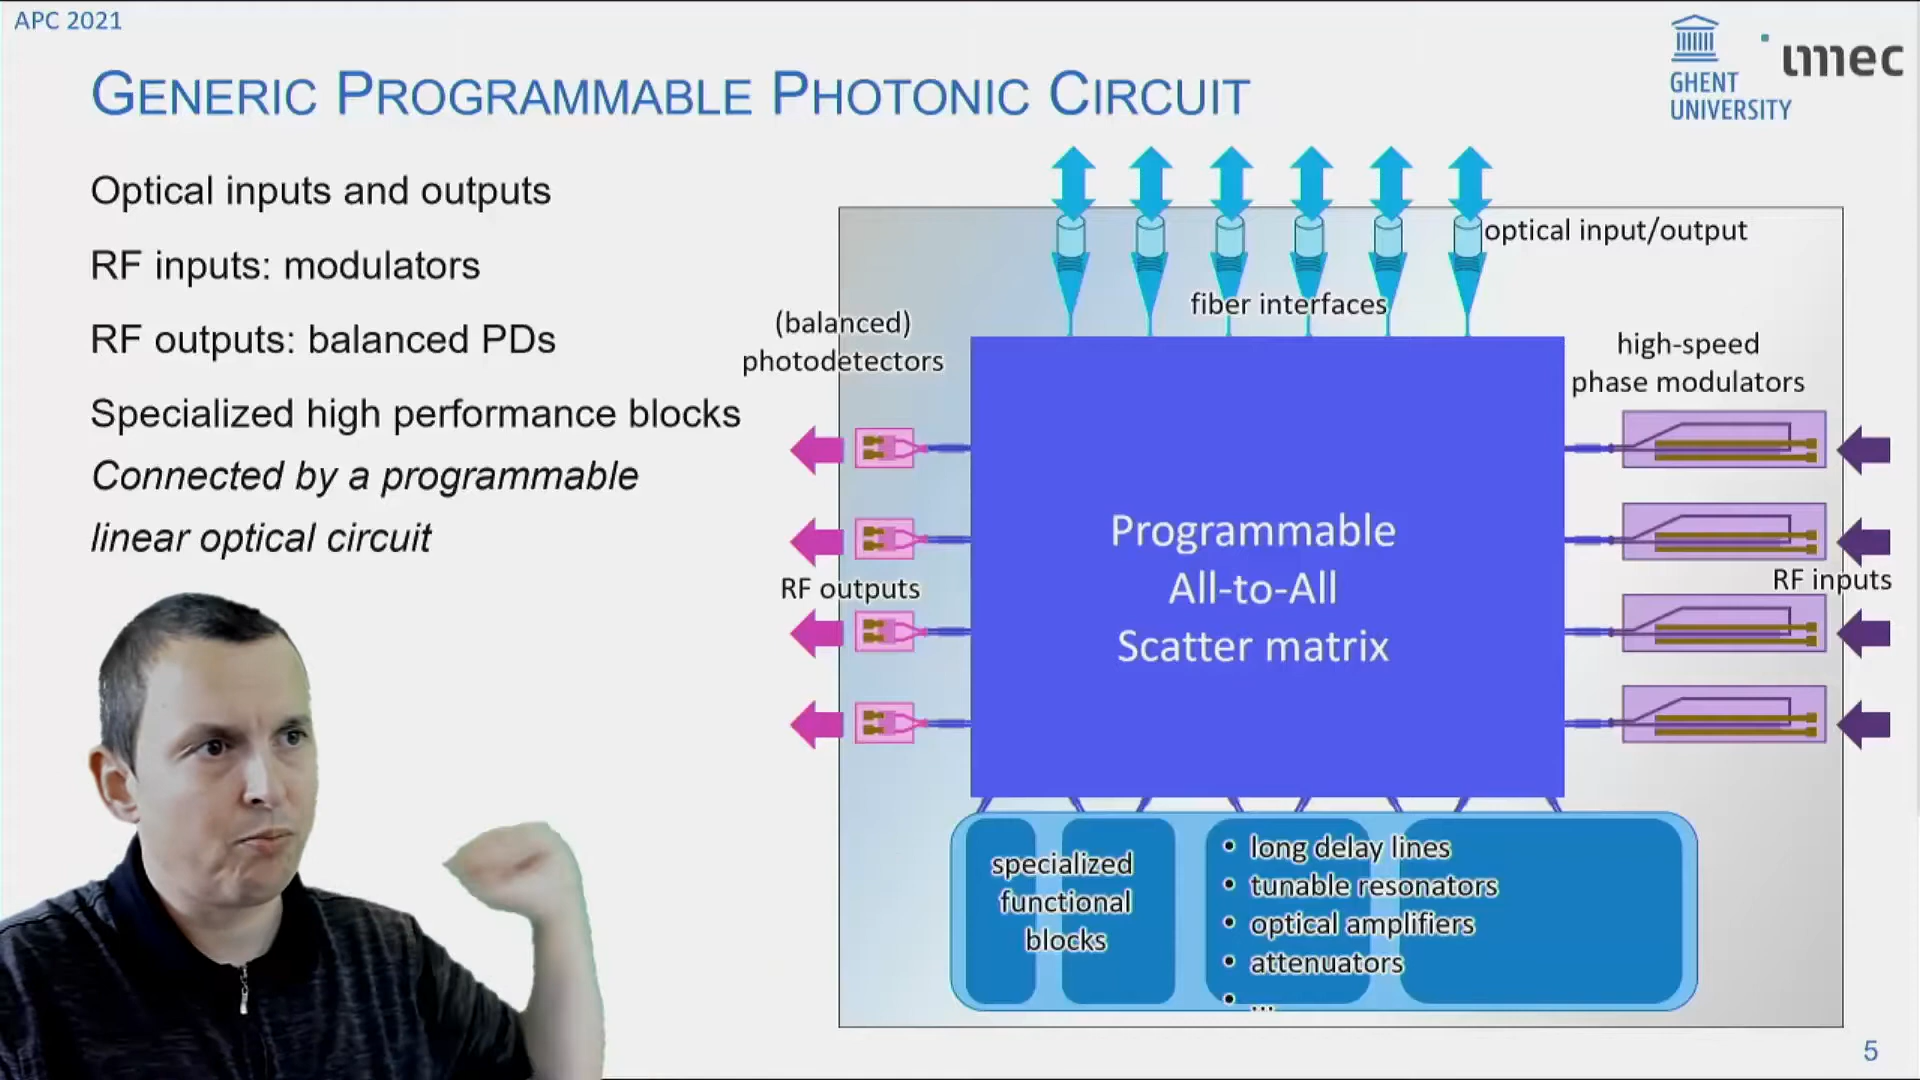 APC 2021
GHENT
UNIVERSITY
imec
GENERIC PROGRAMMABLE PHOTONIC CIRCUIT
Optical inputs and outputs
RF inputs: modulators
RF outputs: balanced PDs
Specialized high performance blocks
Connected by a programmable
linear optical circuit
optical input/output
fiber interfaces
(balanced)
photodetectors
high-speed
phase modulators
RF outputs
RF inputs
Programmable
All-to-All
Scatter matrix
specialized
functional
blocks
• long delay lines
• tunable resonators
• optical amplifiers
• attenuators
• ...
5